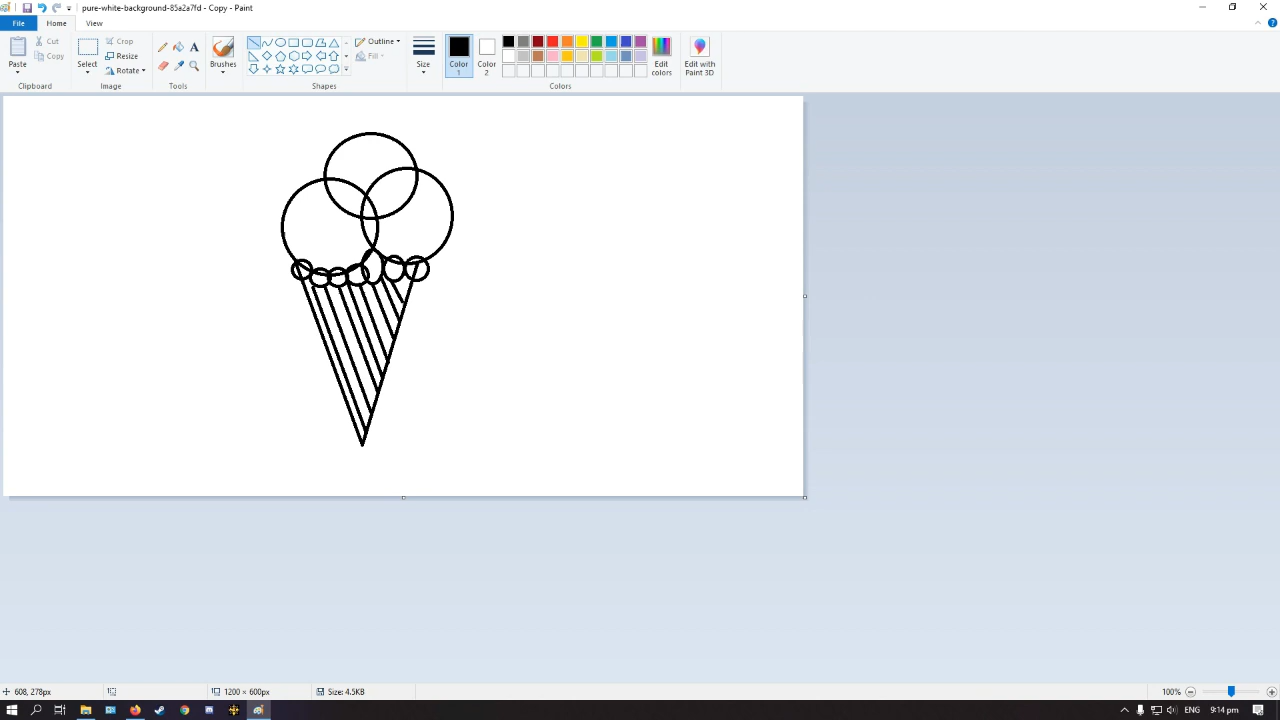 pure-white-background-85a2a7fd - Copy - Paint
File Home View
Paste Cut Copy Clipboard
Select Crop Resize Rotate Image
A Tools
Brushes
Outline Fill Shapes
Size
Color 1 Color 2 Edit colors Colors
Edit with Paint 3D
608, 278px 1200 × 600px Size: 4.5KB 100%
ENG 9:14 pm